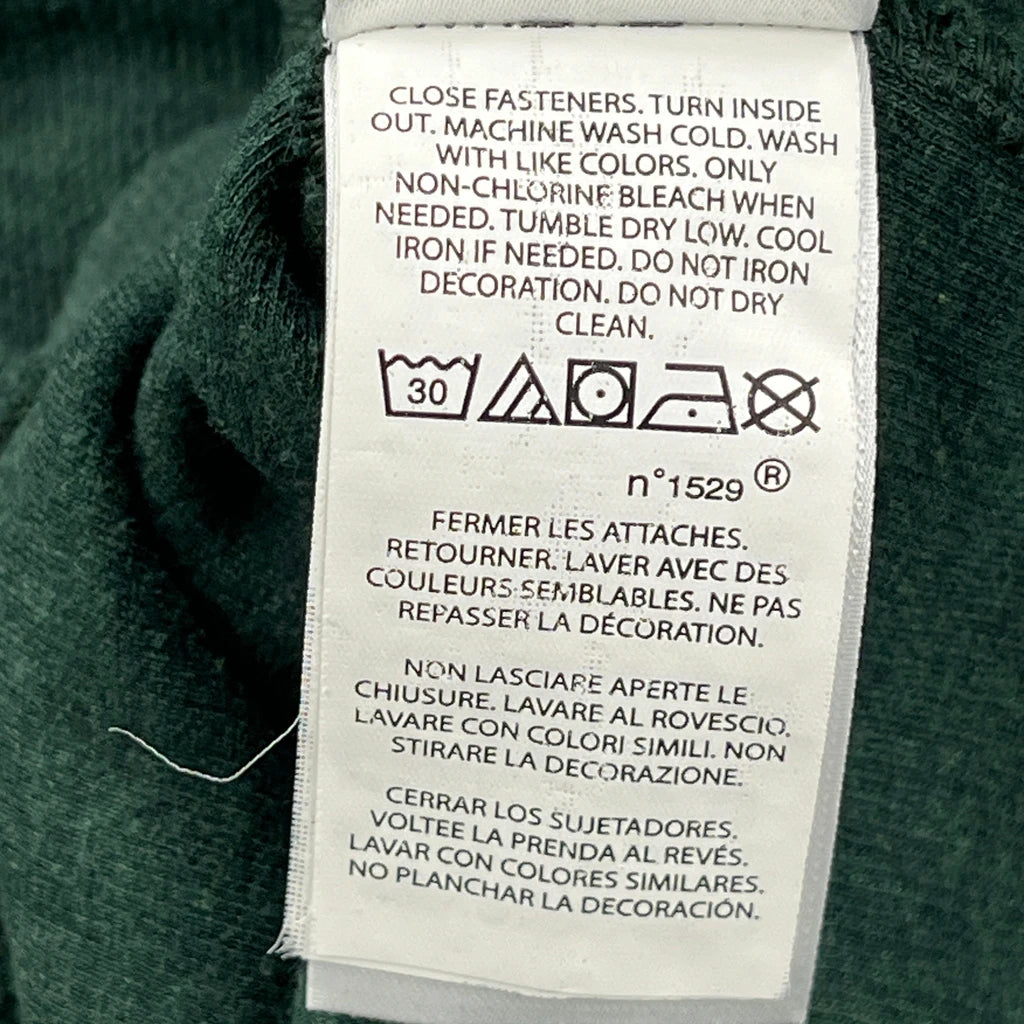 CLOSE FASTENERS. TURN INSIDE
OUT. MACHINE WASH COLD. WASH
WITH LIKE COLORS. ONLY
NON-CHLORINE BLEACH WHEN
NEEDED. TUMBLE DRY LOW. COOL
IRON IF NEEDED. DO NOT IRON
DECORATION. DO NOT DRY
CLEAN.
30
n°1529 ®
FERMER LES ATTACHES.
RETOURNER. LAVER AVEC DES
COULEURS SEMBLABLES. NE PAS
REPASSER LA DÉCORATION.
NON LASCIARE APERTE LE
CHIUSURE. LAVARE AL ROVESCIO.
LAVARE CON COLORI SIMILI. NON
STIRARE LA DECORAZIONE.
CERRAR LOS SUJETADORES.
VOLTEE LA PRENDA AL REVÉS.
LAVAR CON COLORES SIMILARES.
NO PLANCHAR LA DECORACIÓN.